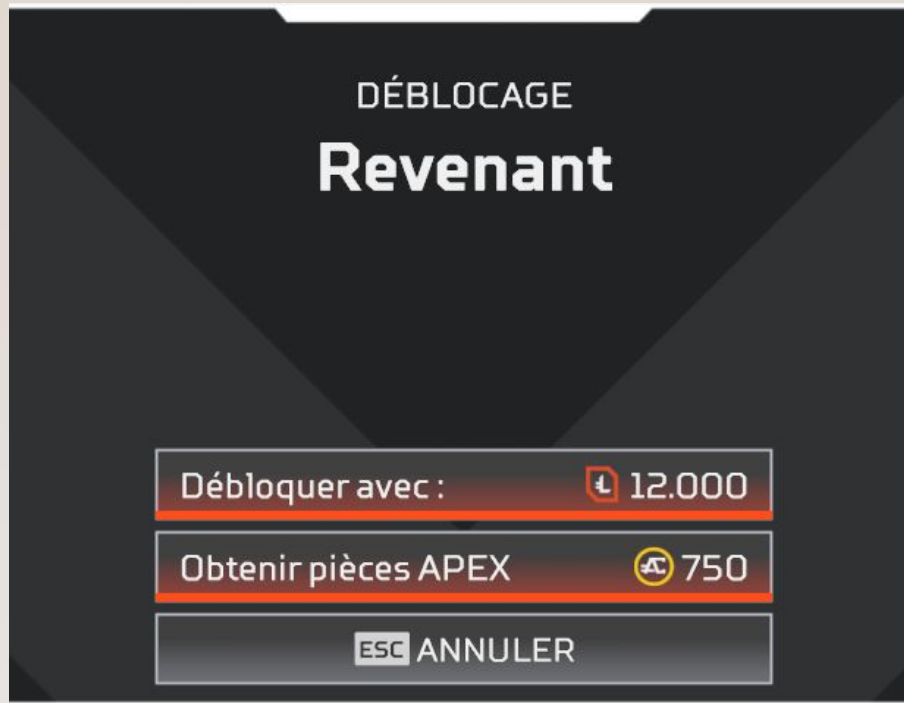 DÉBLOCAGE
Revenant
Débloquer avec : 12.000
Obtenir pièces APEX 750
ESC ANNULER